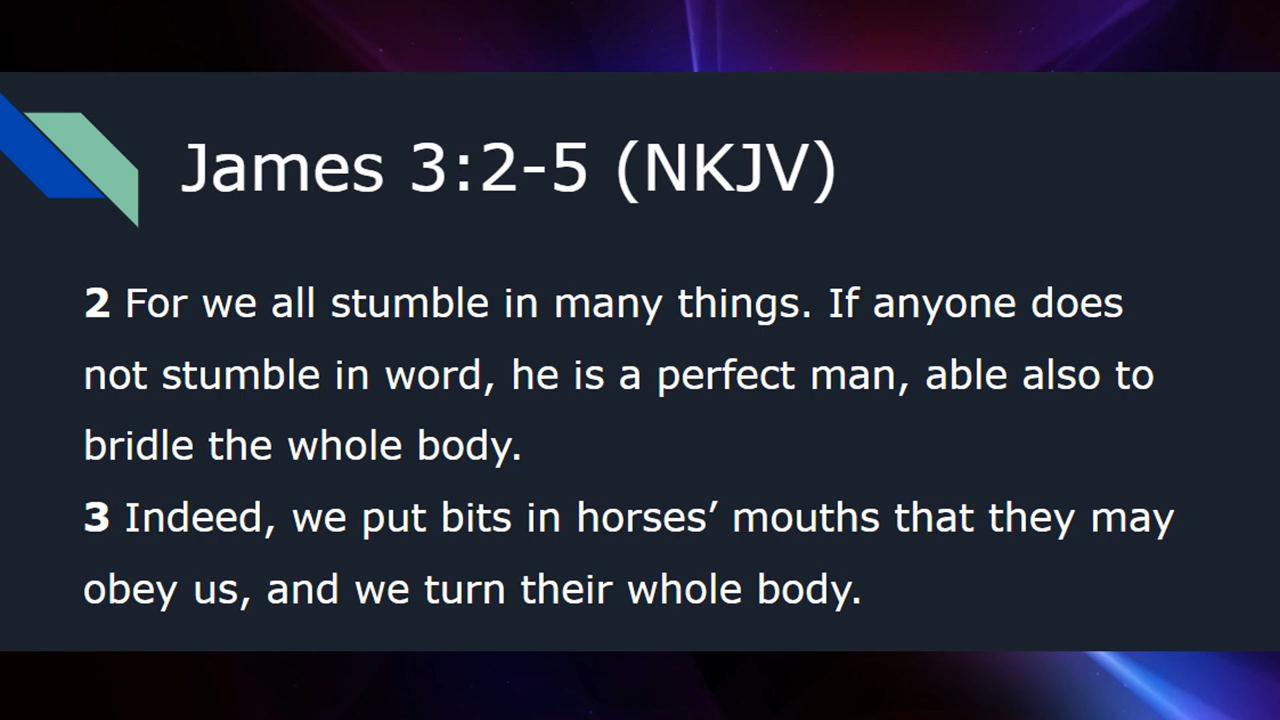 James 3:2-5 (NKJV)
2 For we all stumble in many things. If anyone does
not stumble in word, he is a perfect man, able also to
bridle the whole body.
3 Indeed, we put bits in horses’ mouths that they may
obey us, and we turn their whole body.